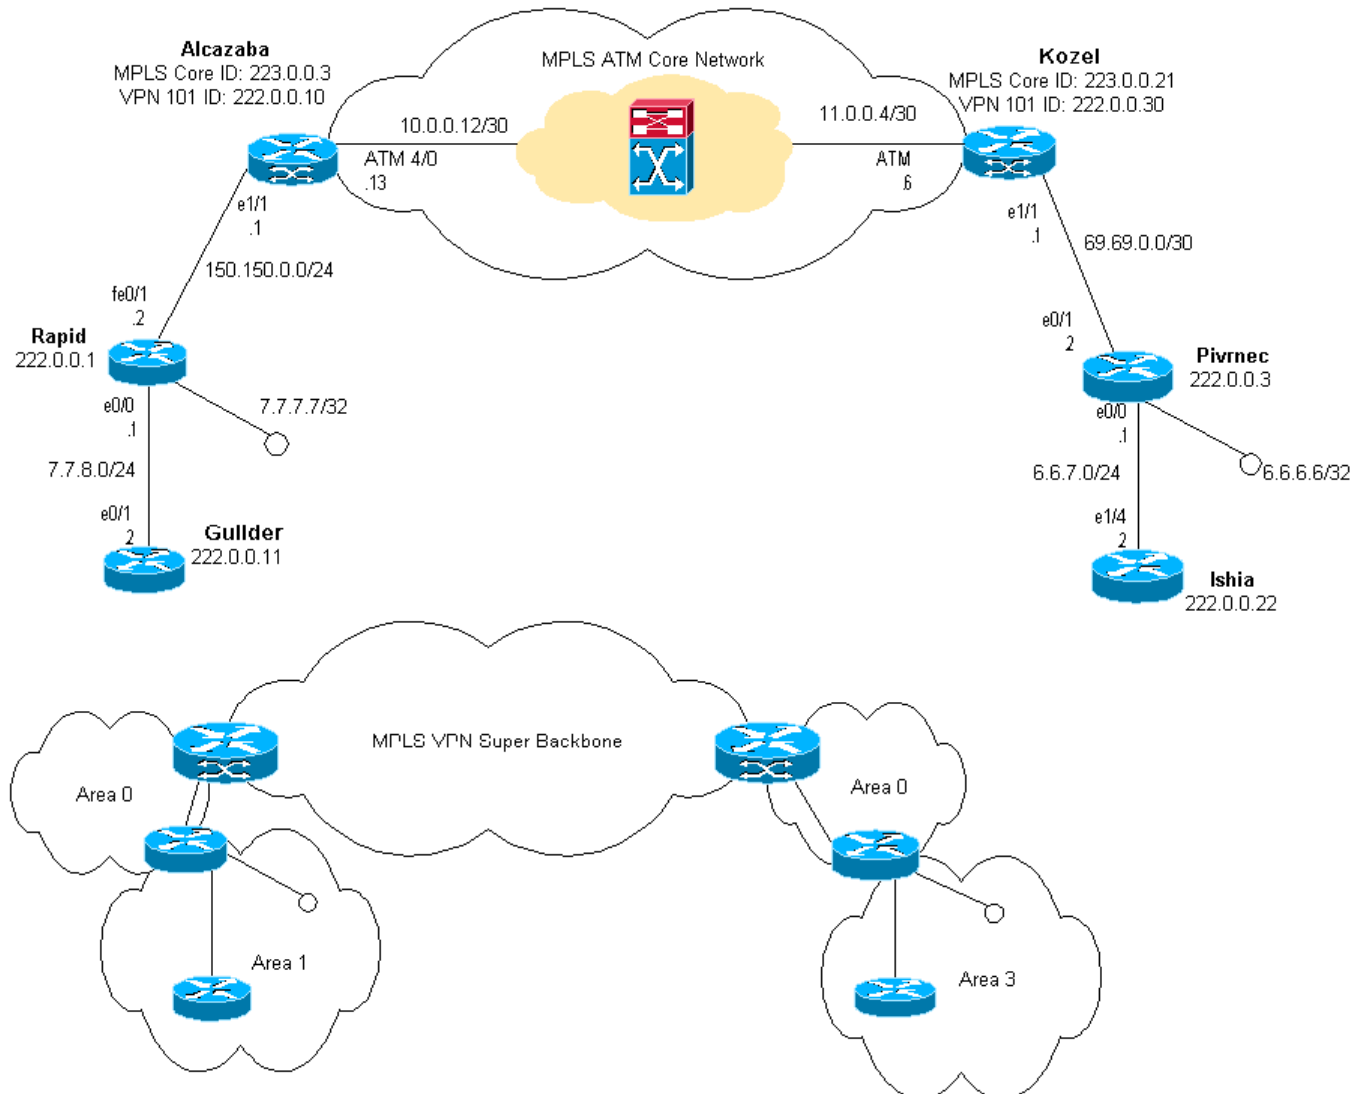 Alcazaba
MPLS Core ID: 223.0.0.3
VPN 101 ID: 222.0.0.10
MPLS ATM Core Network
Kozel
MPLS Core ID: 223.0.0.21
VPN 101 ID: 222.0.0.30
10.0.0.12/30
11.0.0.4/30
ATM 4/0
.13
ATM
.6
e1/1
.1
e1/1
.1
150.150.0.0/24
69.69.0.0/30
fe0/1
.2
e0/1
2
Rapid
222.0.0.1
Pivrnec
222.0.0.3
e0/0
.1
7.7.7.7/32
e0/0
.1
7.7.8.0/24
6.6.7.0/24
6.6.6.6/32
e0/1
2
Guilder
222.0.0.11
e1/4
2
Ishia
222.0.0.22
MPLS VPN Super Backbone
Area 0
Area 0
Area 1
Area 3